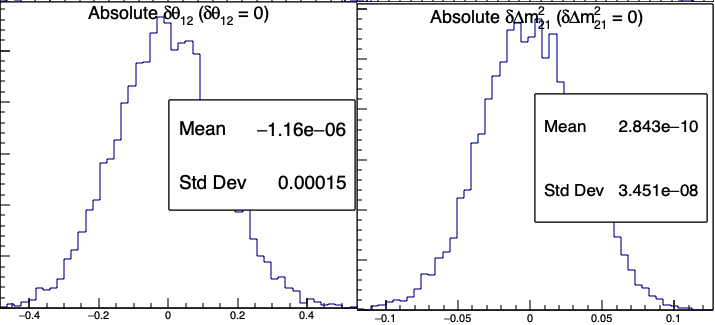 Absolute δθ₁₂ (δθ₁₂ = 0)
Mean −1.16e−06
Std Dev 0.00015
−0.4 −0.2 0 0.2 0.4
Absolute δΔm²₂₁ (δΔm²₂₁ = 0)
Mean 2.843e−10
Std Dev 3.451e−08
−0.1 −0.05 0 0.05 0.1